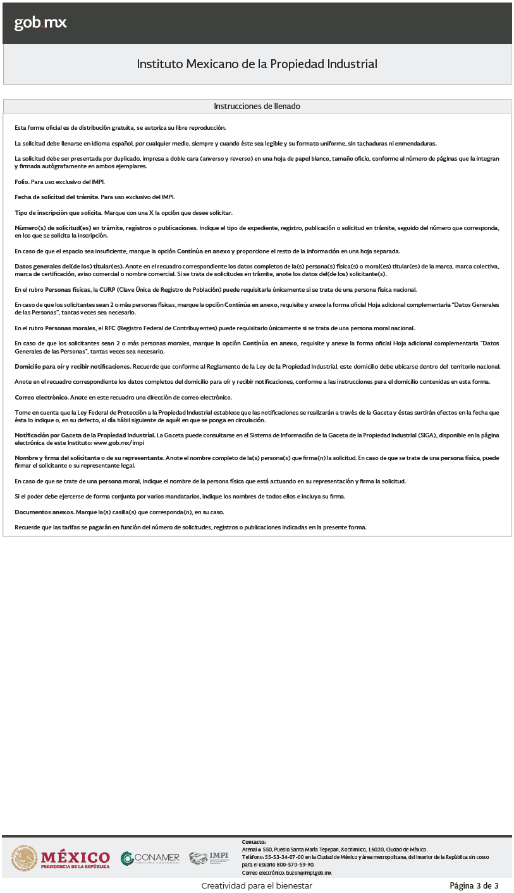 gob.mx
Instituto Mexicano de la Propiedad Industrial
Instrucciones de llenado
Esta forma oficial es de distribución gratuita, se autoriza su libre reproducción.
La solicitud debe llenarse en idioma español, por cualquier medio, siempre y cuando éste sea legible y su formato uniforme, sin tachaduras ni enmendaduras.
La solicitud debe ser presentada por duplicado, impresa a doble cara (anverso y reverso) en una hoja de papel blanco, tamaño oficio, conforme al número de páginas que la integran
y firmada autógrafamente en ambos ejemplares.
Folio. Para uso exclusivo del IMPI.
Fecha de solicitud del trámite. Para uso exclusivo del IMPI.
Tipo de inscripción que solicita. Marque con una X la opción que desee solicitar.
Número(s) de solicitud(es) en trámite, registros o publicaciones. Indique el tipo de expediente, registro, publicación o solicitud en trámite, seguido del número que corresponda,
en los que se solicita la inscripción.
En caso de que el espacio sea insuficiente, marque la opción Continúa en anexo y proporcione el resto de la información en una hoja separada.
Datos generales del(de los) titular(es). Anote en el recuadro correspondiente los datos completos de la(s) persona(s) física(s) o moral(es) titular(es) de la marca, marca colectiva,
marca de certificación, aviso comercial o nombre comercial. Si se trata de solicitudes en trámite, anote los datos del(de los) solicitante(s).
En el rubro Personas físicas, la CURP (Clave Única de Registro de Población) puede requisitarla únicamente si se trate de una persona física nacional.
En caso de que los solicitantes sean 2 o más personas físicas, marque la opción Continúa en anexo, requisite y anexe la forma oficial Hoja adicional complementaria "Datos Generales
de las Personas", tantas veces sea necesario.
En el rubro Personas morales, el RFC (Registro Federal de Contribuyentes) puede requisitarlo únicamente si se trata de una persona moral nacional.
En caso de que los solicitantes sean 2 o más personas morales, marque la opción Continúa en anexo, requisite y anexe la forma oficial Hoja adicional complementaria "Datos
Generales de las Personas", tantas veces sea necesario.
Domicilio para oír y recibir notificaciones. Recuerde que conforme al Reglamento de la Ley de la Propiedad Industrial, este domicilio debe ubicarse dentro del territorio nacional.
Anote en el recuadro correspondiente los datos completos del domicilio para oír y recibir notificaciones, conforme a las instrucciones para el domicilio contenidas en esta forma.
Correo electrónico. Anote en este recuadro una dirección de correo electrónico.
Tome en cuenta que la Ley Federal de Protección a la Propiedad Industrial establece que las notificaciones se realizarán a través de la Gaceta y éstas surtirán efectos en la fecha que
ésta lo indique o, en su defecto, al día hábil siguiente de aquél en que se ponga en circulación.
Notificación por Gaceta de la Propiedad Industrial. La Gaceta puede consultarse en el Sistema de Información de la Gaceta de la Propiedad Industrial (SIGA), disponible en la página
electrónica de este Instituto: www.gob.mx/impi
Nombre y firma del solicitante o de su representante. Anote el nombre completo de la(s) persona(s) que firma(n) la solicitud. En caso de que se trate de una persona física, puede
firmar el solicitante o su representante legal.
En caso de que se trate de una persona moral, indique el nombre de la persona física que está actuando en su representación y firma la solicitud.
Si el poder debe ejercerse de forma conjunta por varios mandatarios, indique los nombres de todos ellos e incluya su firma.
Documentos anexos. Marque la(s) casilla(s) que corresponda(n), en su caso.
Recuerde que las tarifas se pagarán en función del número de solicitudes, registros o publicaciones indicadas en la presente forma.
MÉXICO
PRESIDENCIA DE LA REPÚBLICA
CONAMER
IMPI
Contacto:
Arenal # 550, Pueblo Santa María Tepepan, Xochimilco, 16020, Ciudad de México.
Teléfono: 55-53-34-07-00 en la Ciudad de México y área metropolitana, del interior de la República sin costo
para el usuario 800-570-59-90.
Correo electrónico: buzon@impi.gob.mx
Creatividad para el bienestar
Página 3 de 3